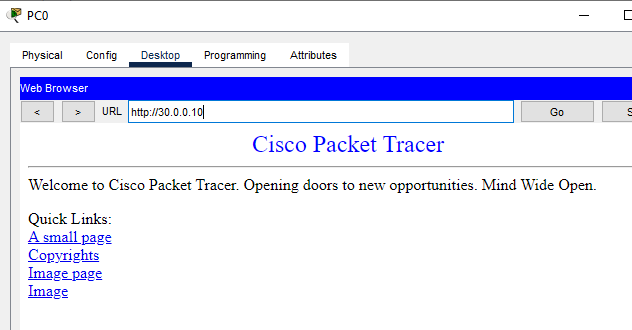 PC0
Physical Config Desktop Programming Attributes
Web Browser
< > URL http://30.0.0.10 Go
Cisco Packet Tracer
Welcome to Cisco Packet Tracer. Opening doors to new opportunities. Mind Wide Open.
Quick Links:
A small page
Copyrights
Image page
Image